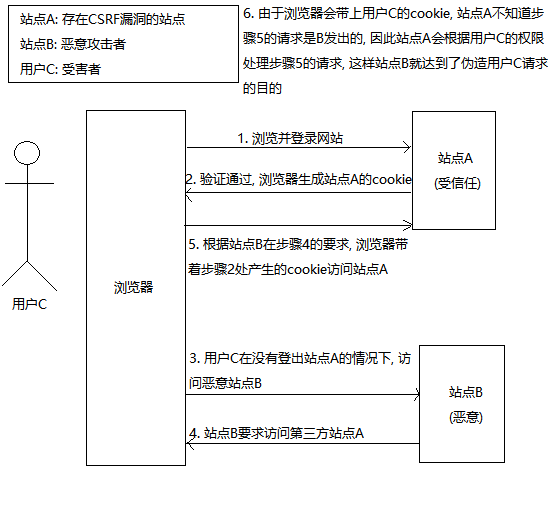 站点A: 存在CSRF漏洞的站点
站点B: 恶意攻击者
用户C: 受害者
6. 由于浏览器会带上用户C的cookie, 站点A不知道步
骤5的请求是B发出的, 因此站点A会根据用户C的权限
处理步骤5的请求, 这样站点B就达到了伪造用户C请求
的目的
1. 浏览并登录网站
站点A
(受信任)
2. 验证通过, 浏览器生成站点A的cookie
5. 根据站点B在步骤4的要求, 浏览器带
着步骤2处产生的cookie访问站点A
浏览器
用户C
3. 用户C在没有登出站点A的情况下, 访
问恶意站点B
站点B
(恶意)
4. 站点B要求访问第三方站点A